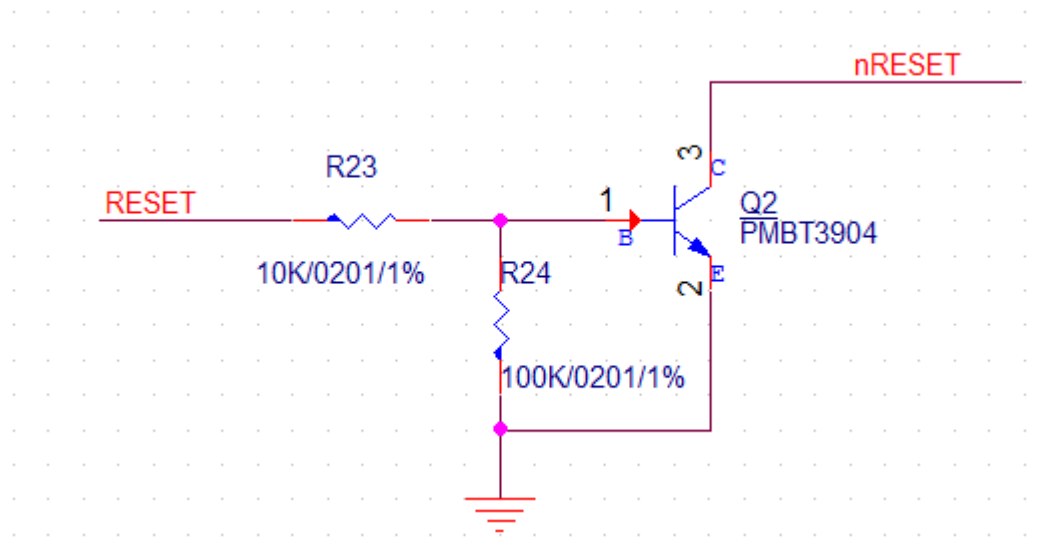 nRESET
R23
3
C
RESET
1
Q2
B
PMBT3904
10K/0201/1%
R24
E
2
100K/0201/1%